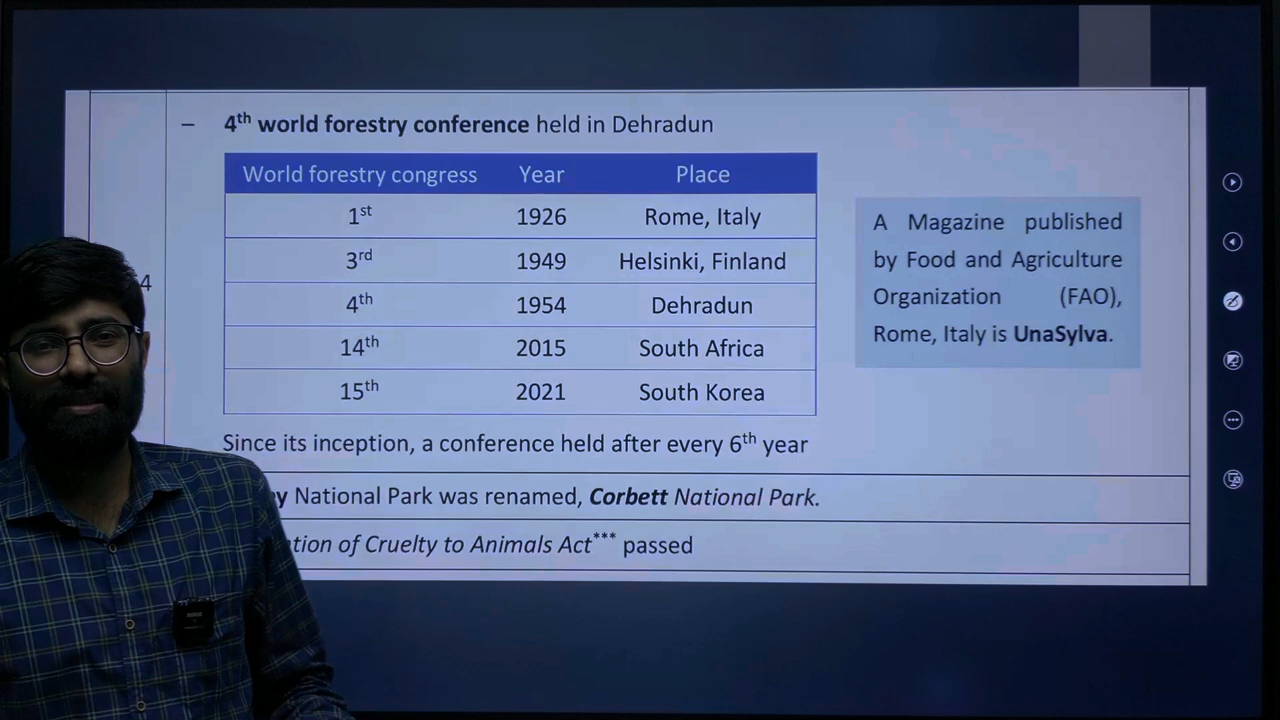 – 4th world forestry conference held in Dehradun
World forestry congress Year Place
1st 1926 Rome, Italy
3rd 1949 Helsinki, Finland
4
4th 1954 Dehradun
14th 2015 South Africa
15th 2021 South Korea
A Magazine published
by Food and Agriculture
Organization (FAO),
Rome, Italy is UnaSylva.
Since its inception, a conference held after every 6th year
National Park was renamed, Corbett National Park.
of Cruelty to Animals Act*** passed